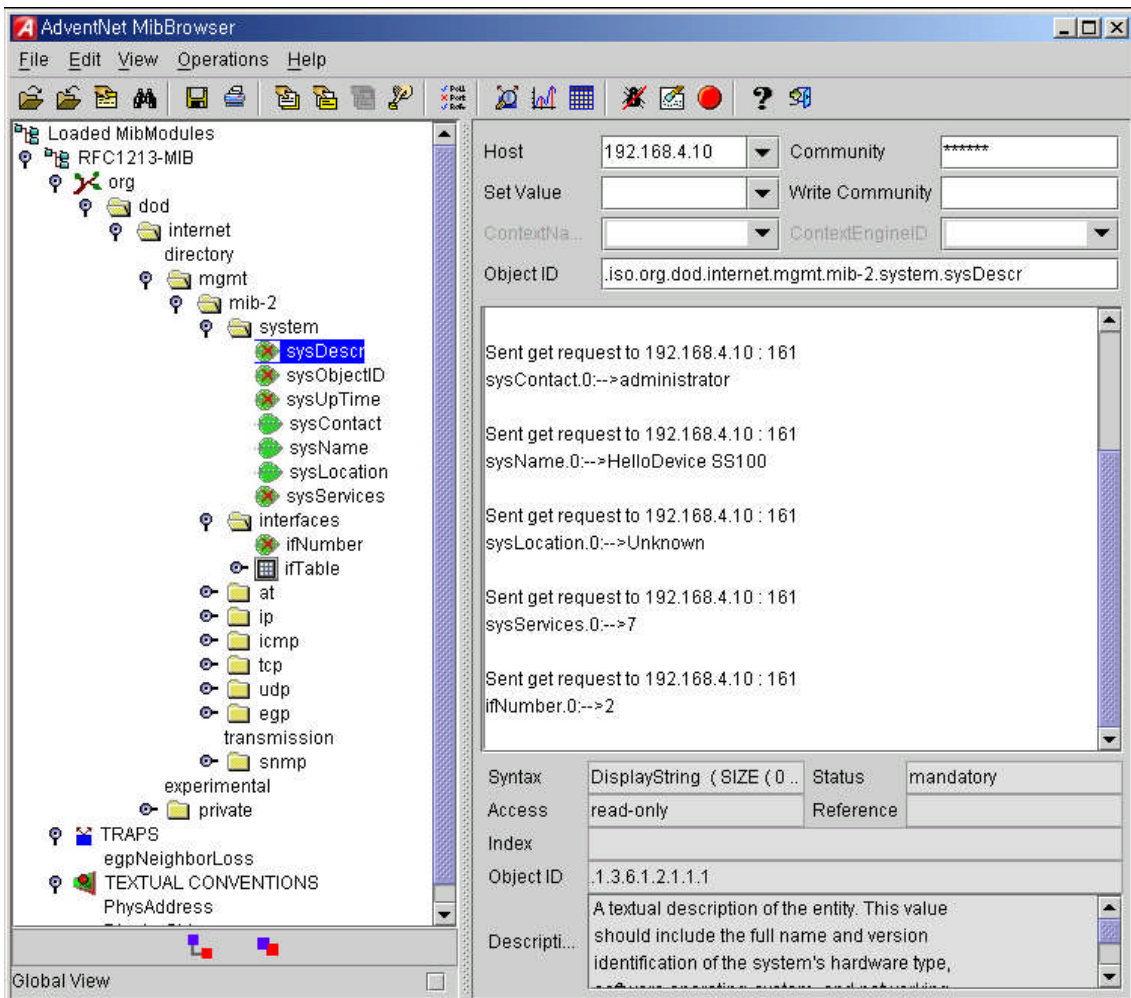 AdventNet MibBrowser
File Edit View Operations Help
Loaded MibModules
RFC1213-MIB
org
dod
internet
directory
mgmt
mib-2
system
sysDescr
sysObjectID
sysUpTime
sysContact
sysName
sysLocation
sysServices
interfaces
ifNumber
ifTable
at
ip
icmp
tcp
udp
egp
transmission
snmp
experimental
private
TRAPS
egpNeighborLoss
TEXTUAL CONVENTIONS
PhysAddress
Global View
Host 192.168.4.10 Community ******
Set Value Write Community
ContextNa... ContextEngineID
Object ID .iso.org.dod.internet.mgmt.mib-2.system.sysDescr
Sent get request to 192.168.4.10 : 161
sysContact.0:-->administrator
Sent get request to 192.168.4.10 : 161
sysName.0:-->HelloDevice SS100
Sent get request to 192.168.4.10 : 161
sysLocation.0:-->Unknown
Sent get request to 192.168.4.10 : 161
sysServices.0:-->7
Sent get request to 192.168.4.10 : 161
ifNumber.0:-->2
Syntax DisplayString ( SIZE ( 0 .. Status mandatory
Access read-only Reference
Index
Object ID .1.3.6.1.2.1.1.1
Descripti... A textual description of the entity. This value
should include the full name and version
identification of the system's hardware type,